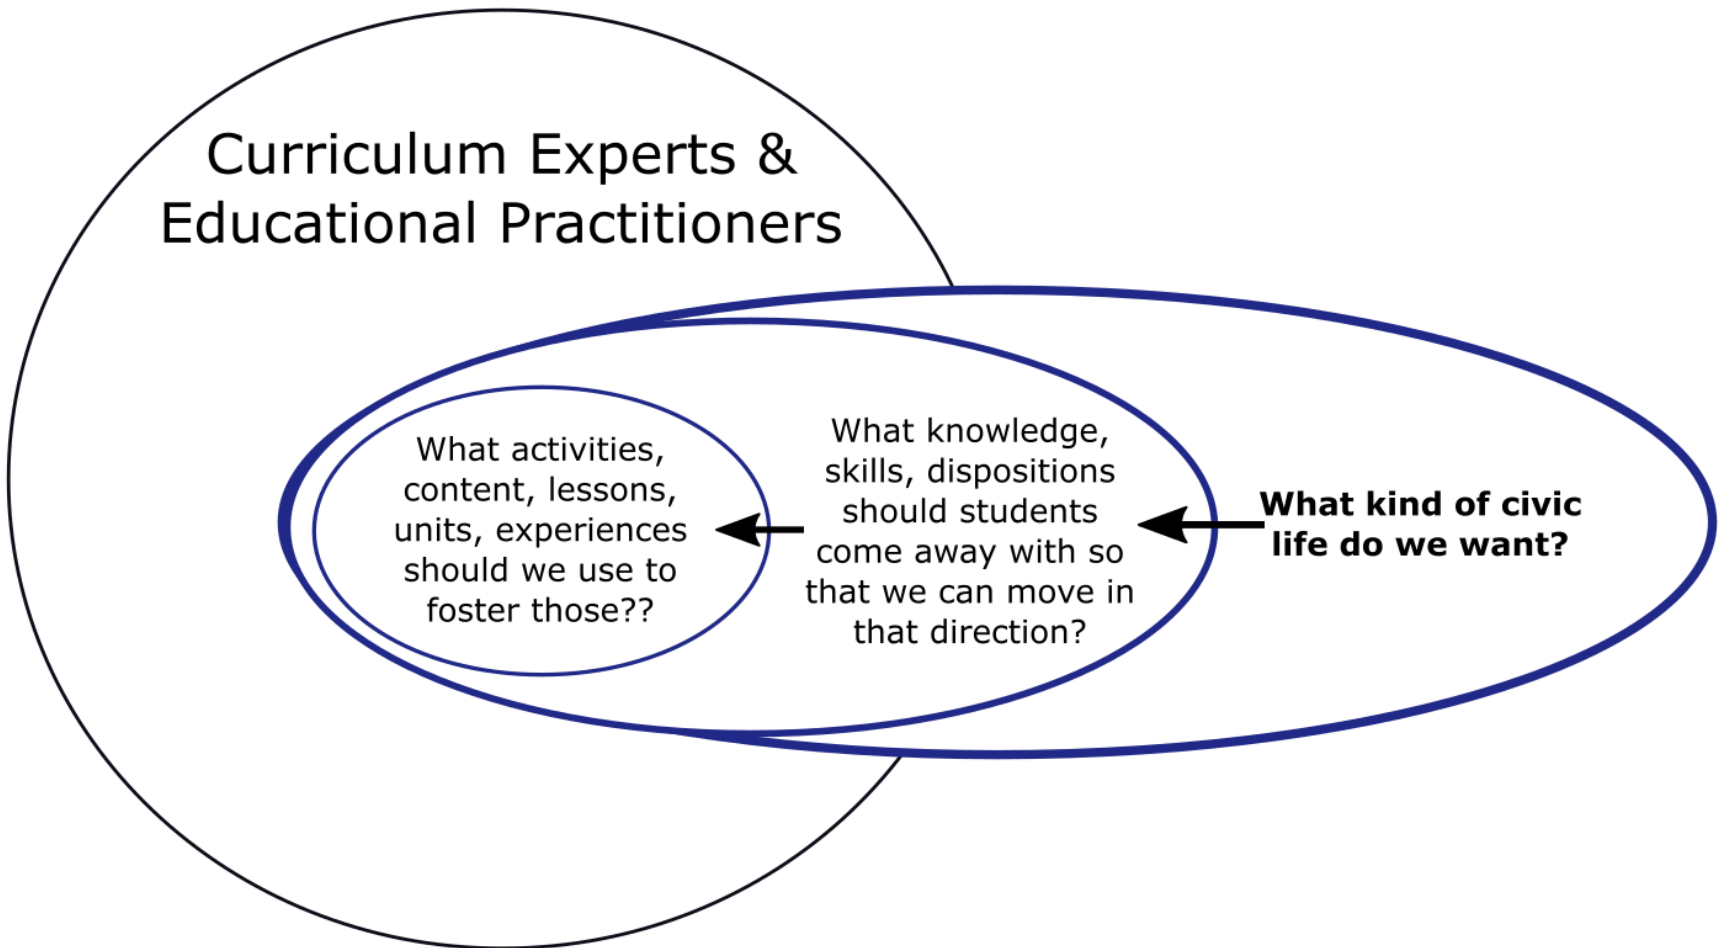 Curriculum Experts &
Educational Practitioners
What activities,
content, lessons,
units, experiences
should we use to
foster those??
What knowledge,
skills, dispositions
should students
come away with so
that we can move in
that direction?
What kind of civic
life do we want?